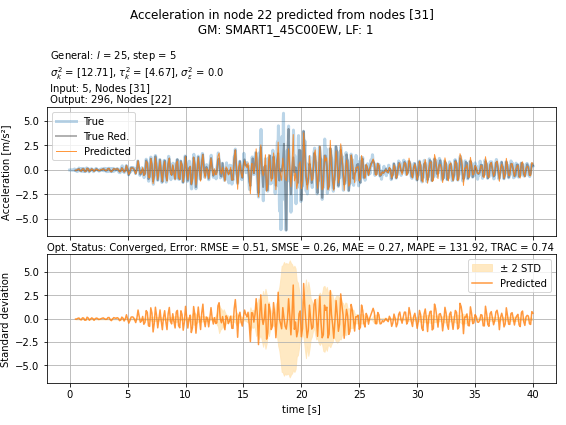 Acceleration in node 22 predicted from nodes [31]
GM: SMART1_45C00EW, LF: 1
General: l = 25, step = 5
σ²ₖ = [12.71], τ²ₖ = [4.67], σ²ε = 0.0
Input: 5, Nodes [31]
Output: 296, Nodes [22]
Acceleration [m/s²]
5.0
2.5
0.0
−2.5
−5.0
True
True Red.
Predicted
Opt. Status: Converged, Error: RMSE = 0.51, SMSE = 0.26, MAE = 0.27, MAPE = 131.92, TRAC = 0.74
Standard deviation
5.0
2.5
0.0
−2.5
−5.0
± 2 STD
Predicted
0 5 10 15 20 25 30 35 40
time [s]